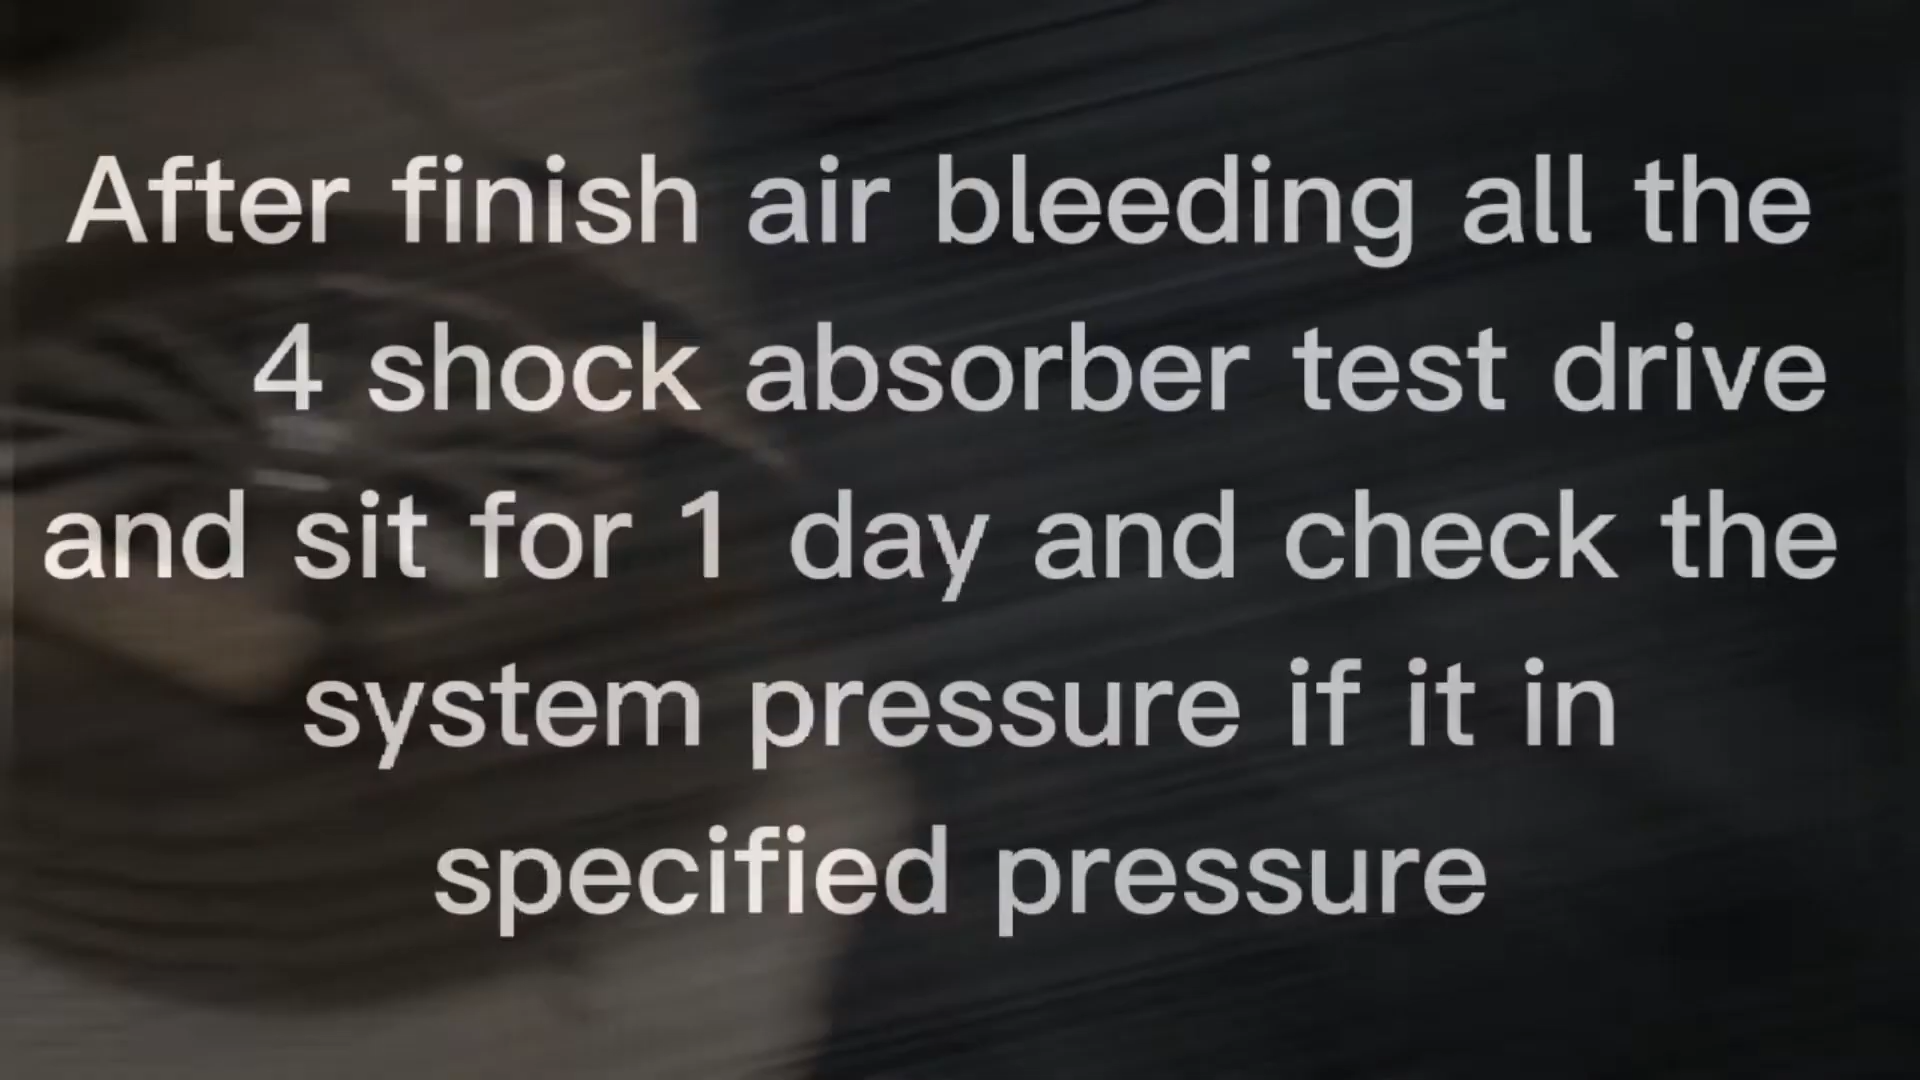 After finish air bleeding all the
4 shock absorber test drive
and sit for 1 day and check the
system pressure if it in
specified pressure